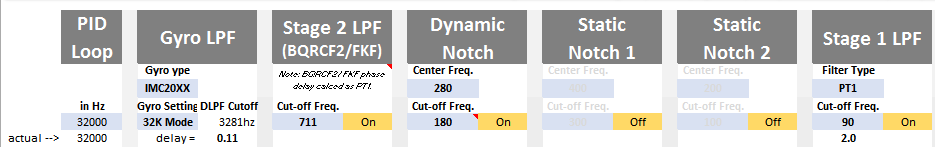 PID Loop
Gyro LPF
Stage 2 LPF (BQRCF2/FKF)
Dynamic Notch
Static Notch 1
Static Notch 2
Stage 1 LPF
Gyro ype
Note: BQRCF2/FKF phase delay calced as PT1.
Center Freq.
Center Freq.
Center Freq.
Filter Type
IMC20XX
280
400
200
PT1
in Hz
Gyro Setting
DLPF Cutoff
Cut-off Freq.
Cut-off Freq.
Cut-off Freq.
Cut-off Freq.
Cut-off Freq.
32000
32K Mode
3281hz
711
On
180
On
Off
100
Off
90
On
actual -->
32000
delay =
0.11
2.0